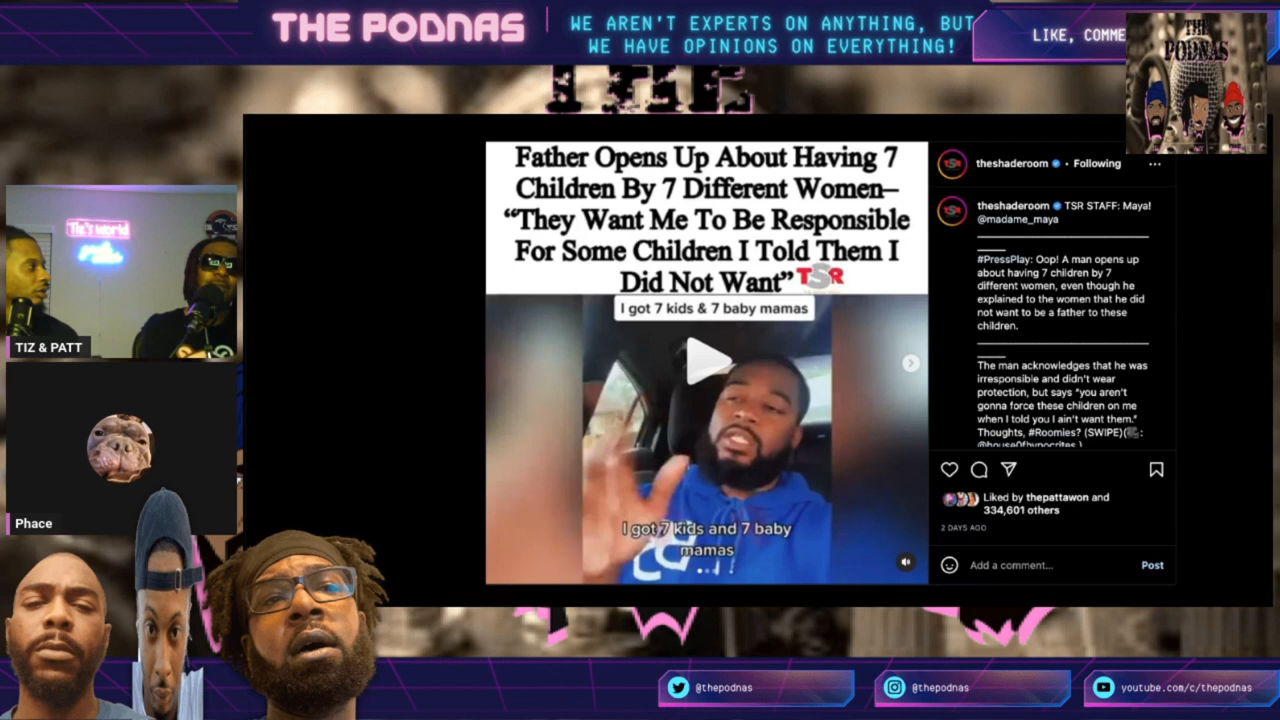 THE PODNAS
WE AREN'T EXPERTS ON ANYTHING, BUT
WE HAVE OPINIONS ON EVERYTHING!
LIKE, COMME
THE
PODNAS
THE
Father Opens Up About Having 7
Children By 7 Different Women–
“They Want Me To Be Responsible
For Some Children I Told Them I
Did Not Want” TSR
I got 7 kids & 7 baby mamas
I got 7 kids and 7 baby
mamas
theshaderoom • Following
theshaderoom TSR STAFF: Maya!
@madame_maya
#PressPlay: Oop! A man opens up
about having 7 children by 7
different women, even though he
explained to the women that he did
not want to be a father to these
children.
The man acknowledges that he was
irresponsible and didn't wear
protection, but says "you aren't
gonna force these children on me
when I told you I ain't want them."
Thoughts, #Roomies? (SWIPE)( :
@house0fhypocrites )
Liked by thepattawon and
334,601 others
2 DAYS AGO
Add a comment...
Post
Tiz's World
TIZ & PATT
Phace
@thepodnas
@thepodnas
youtube.com/c/thepodnas